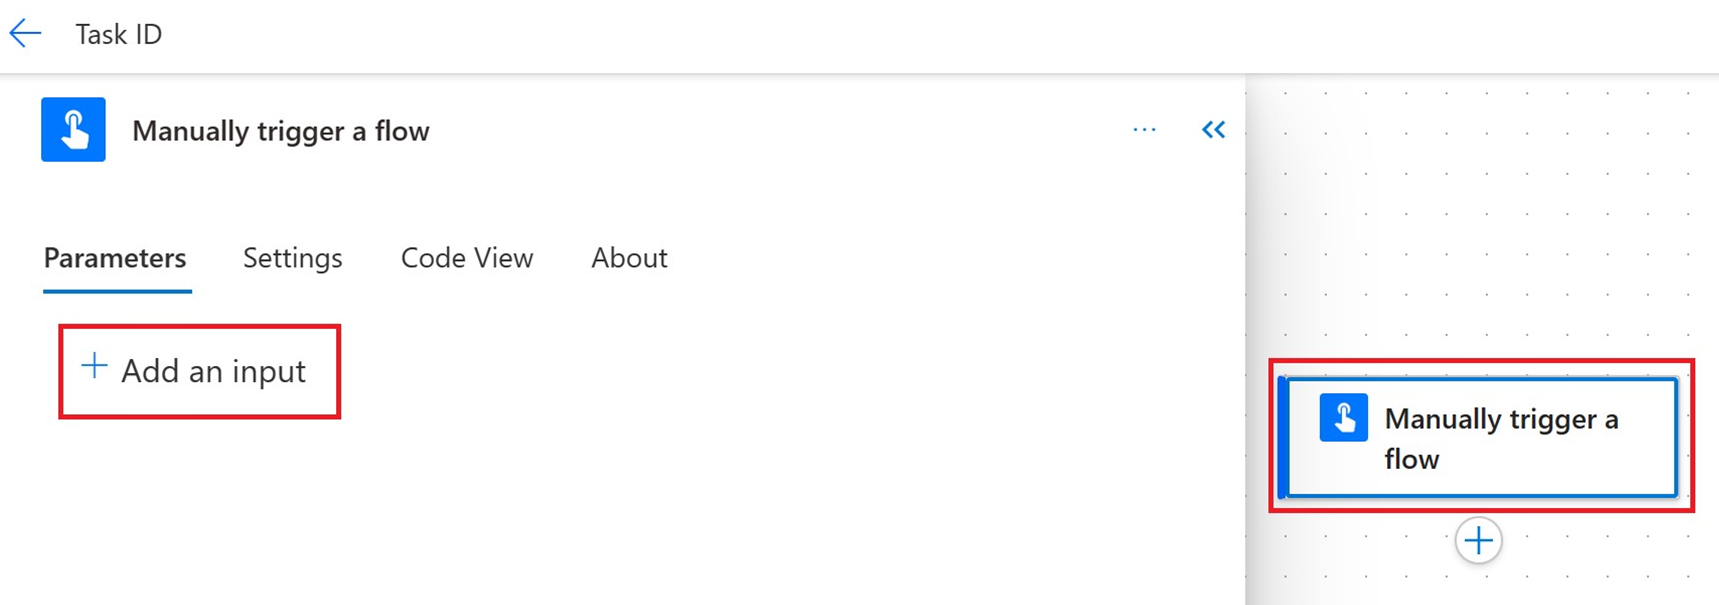 Task ID
Manually trigger a flow
Parameters
Settings
Code View
About
Add an input
Manually trigger a
flow